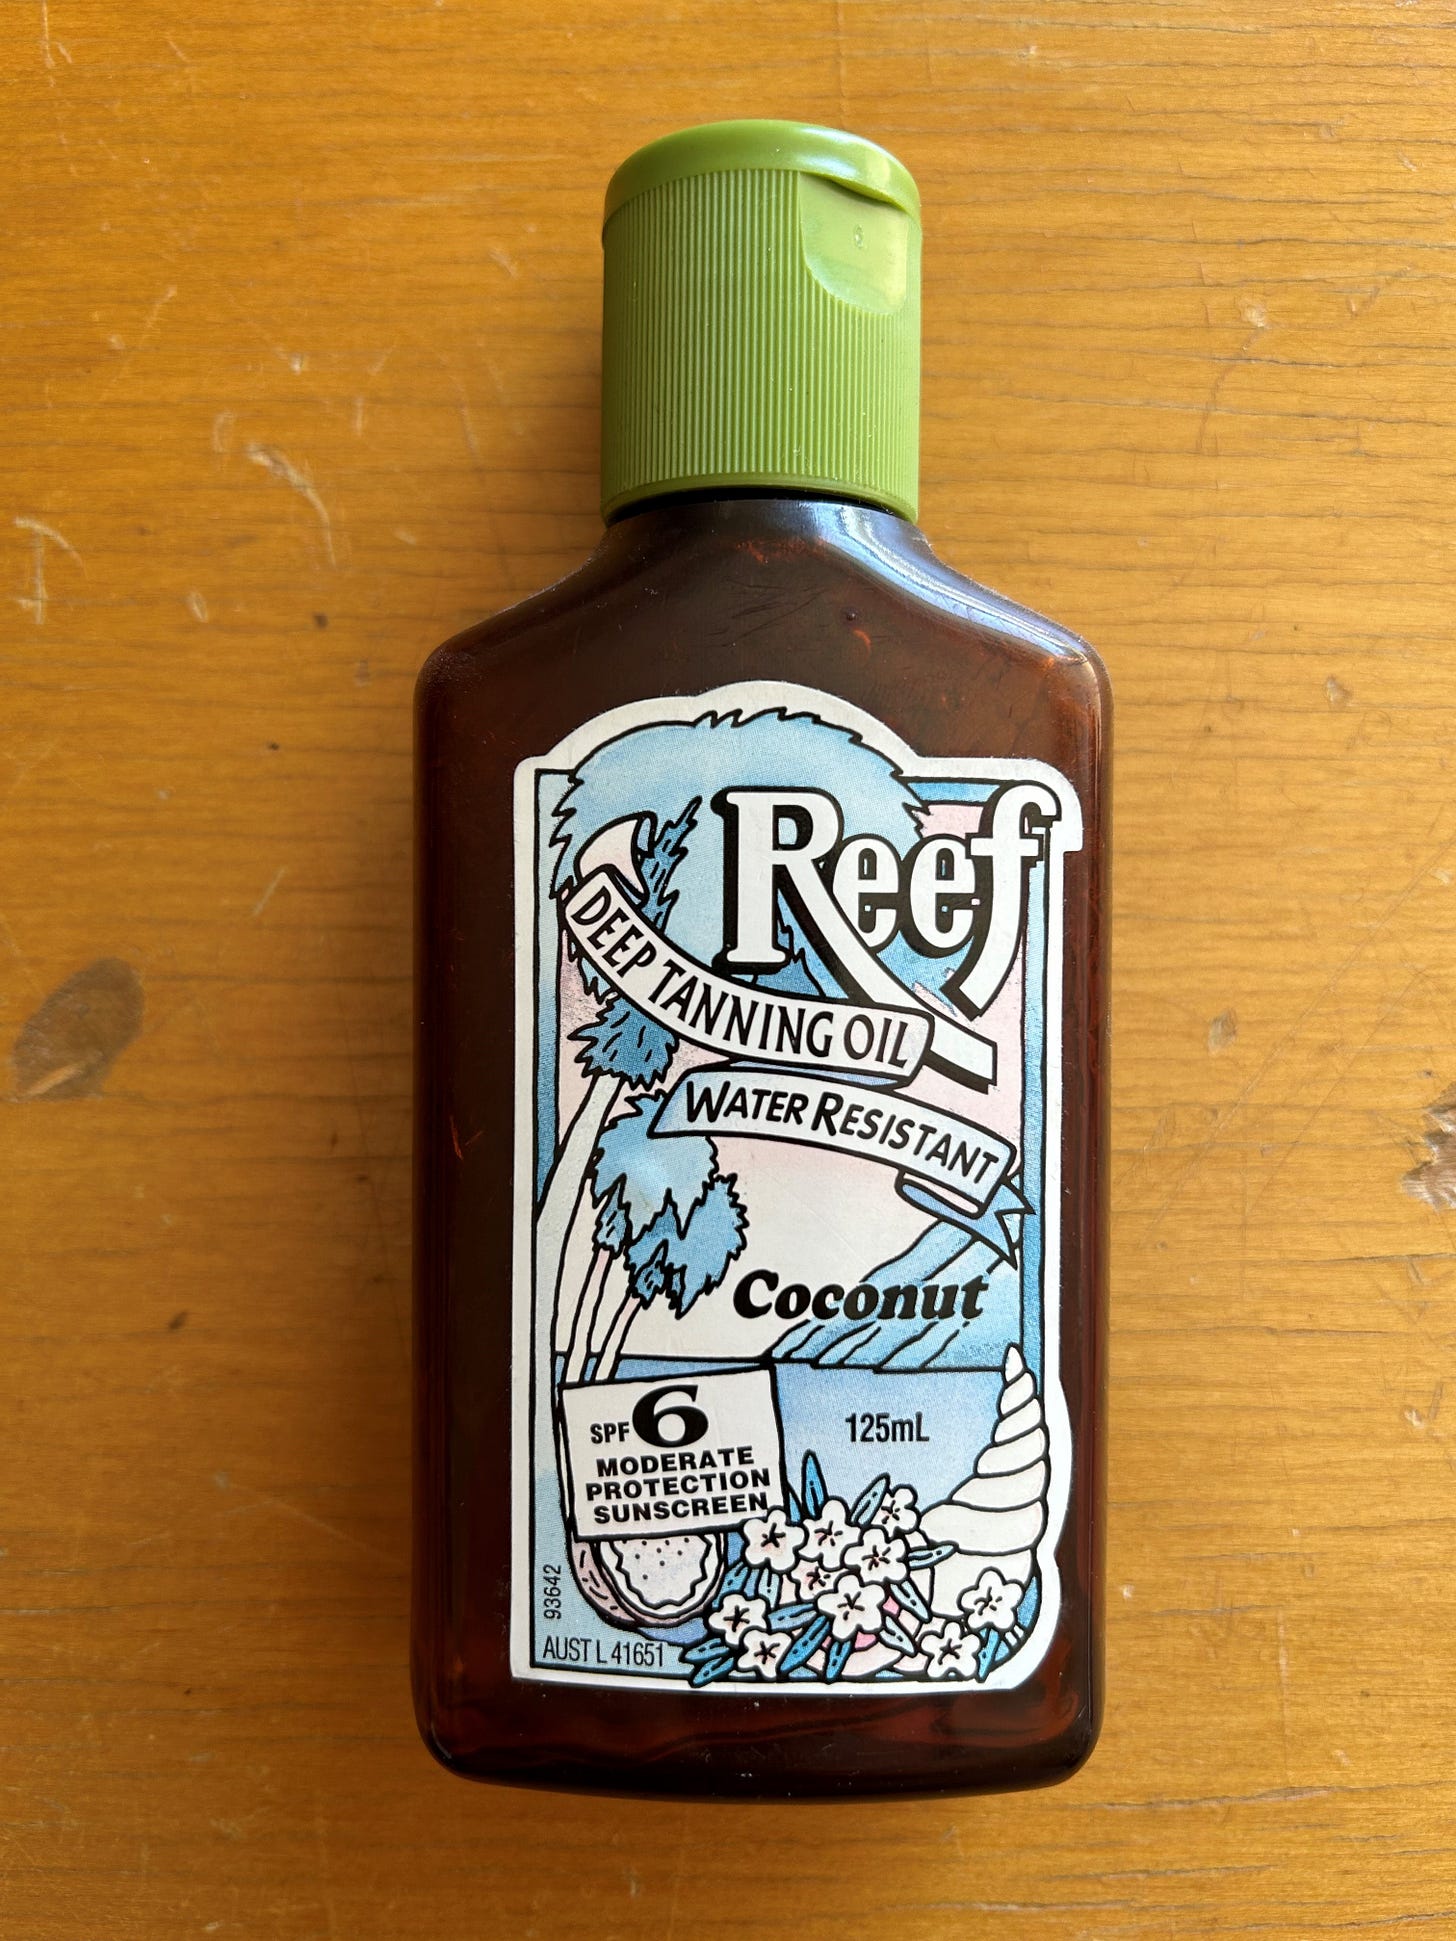 Reef
DEEP TANNING OIL
WATER RESISTANT
Coconut
SPF 6
MODERATE
PROTECTION
SUNSCREEN
125mL
93642
AUST L 41651